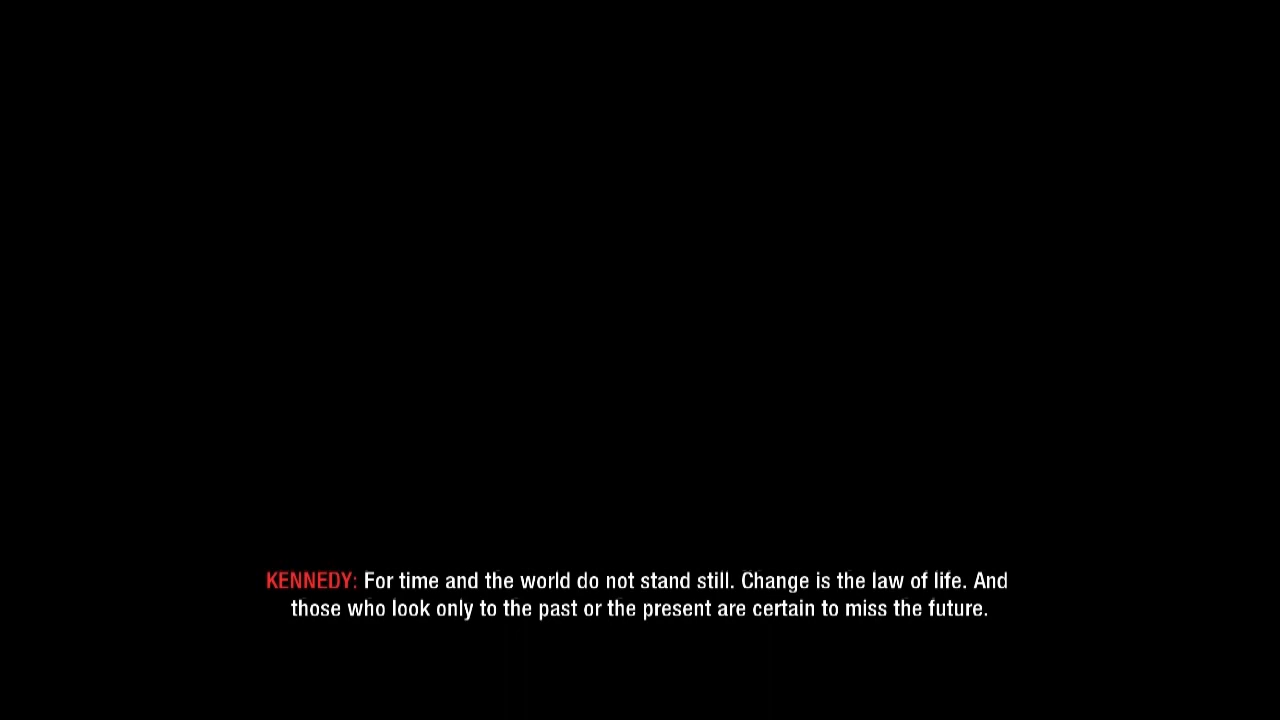 KENNEDY: For time and the world do not stand still. Change is the law of life. And
those who look only to the past or the present are certain to miss the future.